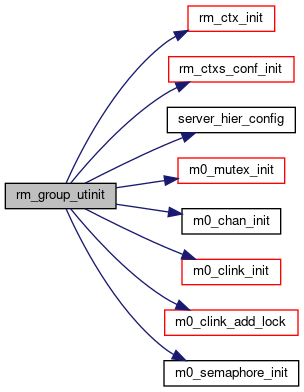 rm_ctx_init
rm_ctxs_conf_init
server_hier_config
rm_group_utinit
m0_mutex_init
m0_chan_init
m0_clink_init
m0_clink_add_lock
m0_semaphore_init